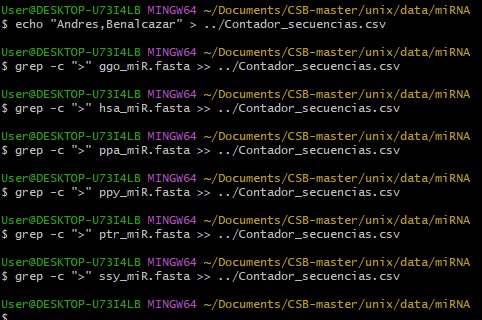 User@DESKTOP-U73I4LB MINGW64 ~/Documents/CSB-master/unix/data/miRNA
$ echo "Andres,Benalcazar" > ../Contador_secuencias.csv
User@DESKTOP-U73I4LB MINGW64 ~/Documents/CSB-master/unix/data/miRNA
$ grep -c ">" ggo_miR.fasta >> ../Contador_secuencias.csv
User@DESKTOP-U73I4LB MINGW64 ~/Documents/CSB-master/unix/data/miRNA
$ grep -c ">" hsa_miR.fasta >> ../Contador_secuencias.csv
User@DESKTOP-U73I4LB MINGW64 ~/Documents/CSB-master/unix/data/miRNA
$ grep -c ">" ppa_miR.fasta >> ../Contador_secuencias.csv
User@DESKTOP-U73I4LB MINGW64 ~/Documents/CSB-master/unix/data/miRNA
$ grep -c ">" ppy_miR.fasta >> ../Contador_secuencias.csv
User@DESKTOP-U73I4LB MINGW64 ~/Documents/CSB-master/unix/data/miRNA
$ grep -c ">" ptr_miR.fasta >> ../Contador_secuencias.csv
User@DESKTOP-U73I4LB MINGW64 ~/Documents/CSB-master/unix/data/miRNA
$ grep -c ">" ssy_miR.fasta >> ../Contador_secuencias.csv
User@DESKTOP-U73I4LB MINGW64 ~/Documents/CSB-master/unix/data/miRNA
$